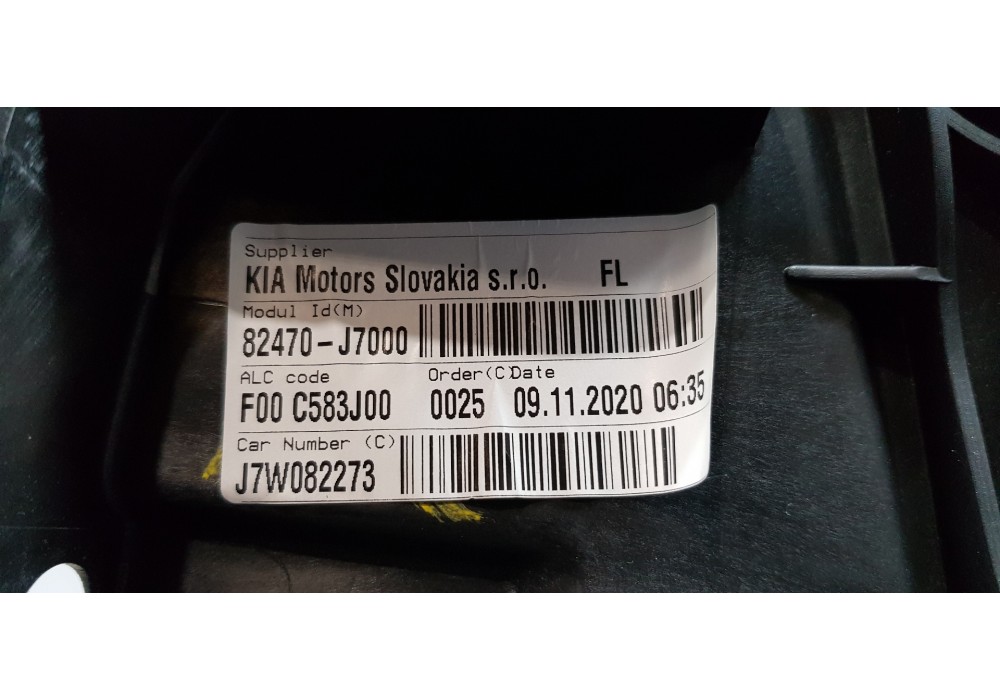 Supplier
KIA Motors Slovakia s.r.o. FL
Modul Id(M)
82470-J7000
ALC code Order(C)Date
F00 C583J00 0025 09.11.2020 06:35
Car Number (C)
J7W082273